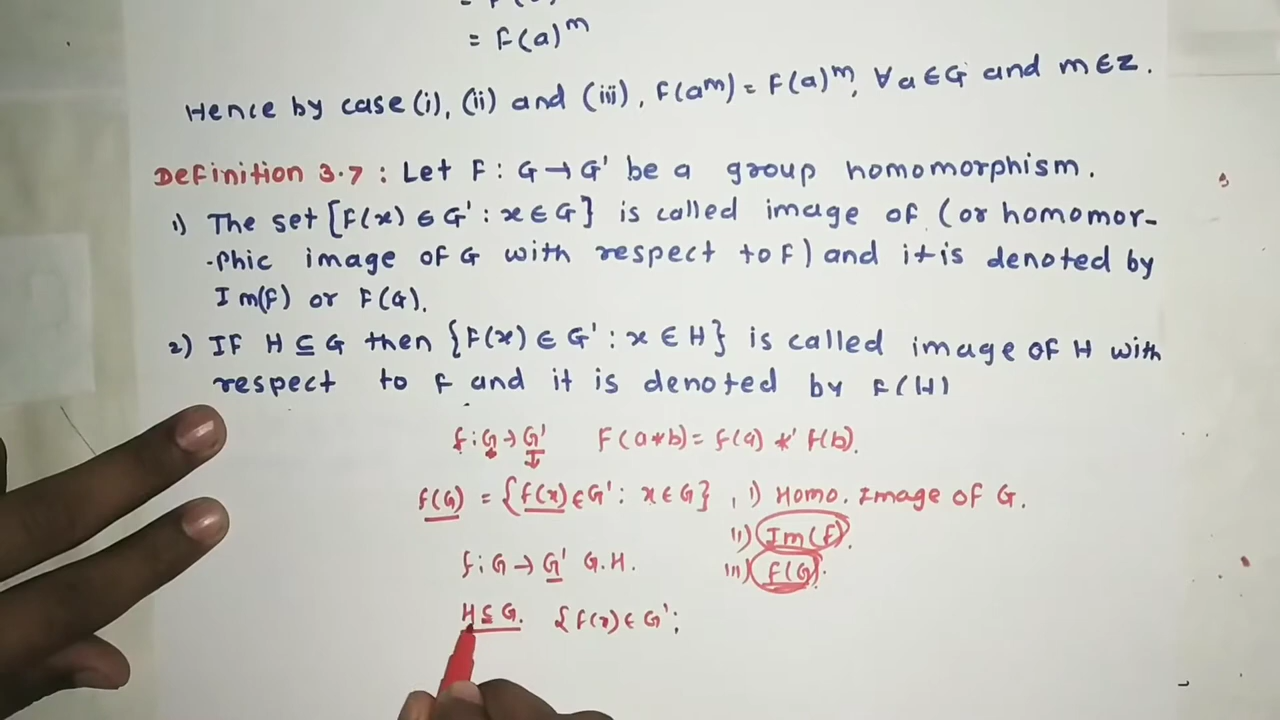 = F(a)^m
Hence by case (i), (ii) and (iii), F(a^m) = F(a)^m, ∀ a ∈ G and m ∈ Z.
Definition 3.7 : Let F : G → G' be a group homomorphism.
1) The set [F(x) ∈ G' : x ∈ G} is called image of (or homomor-
-phic image of G with respect to F) and it is denoted by
Im(F) or F(G).
2) IF H ⊆ G then {F(x) ∈ G' : x ∈ H} is called image of H with
respect to F and it is denoted by F(H)
f : G → G' F(a*b) = f(a) *' f(b).
f(G) = {f(x) ∈ G' : x ∈ G} , i) Homo. Image of G.
ii) Im(f).
f : G → G' G.H. iii) f(G).
H ⊆ G. {f(x) ∈ G' ;